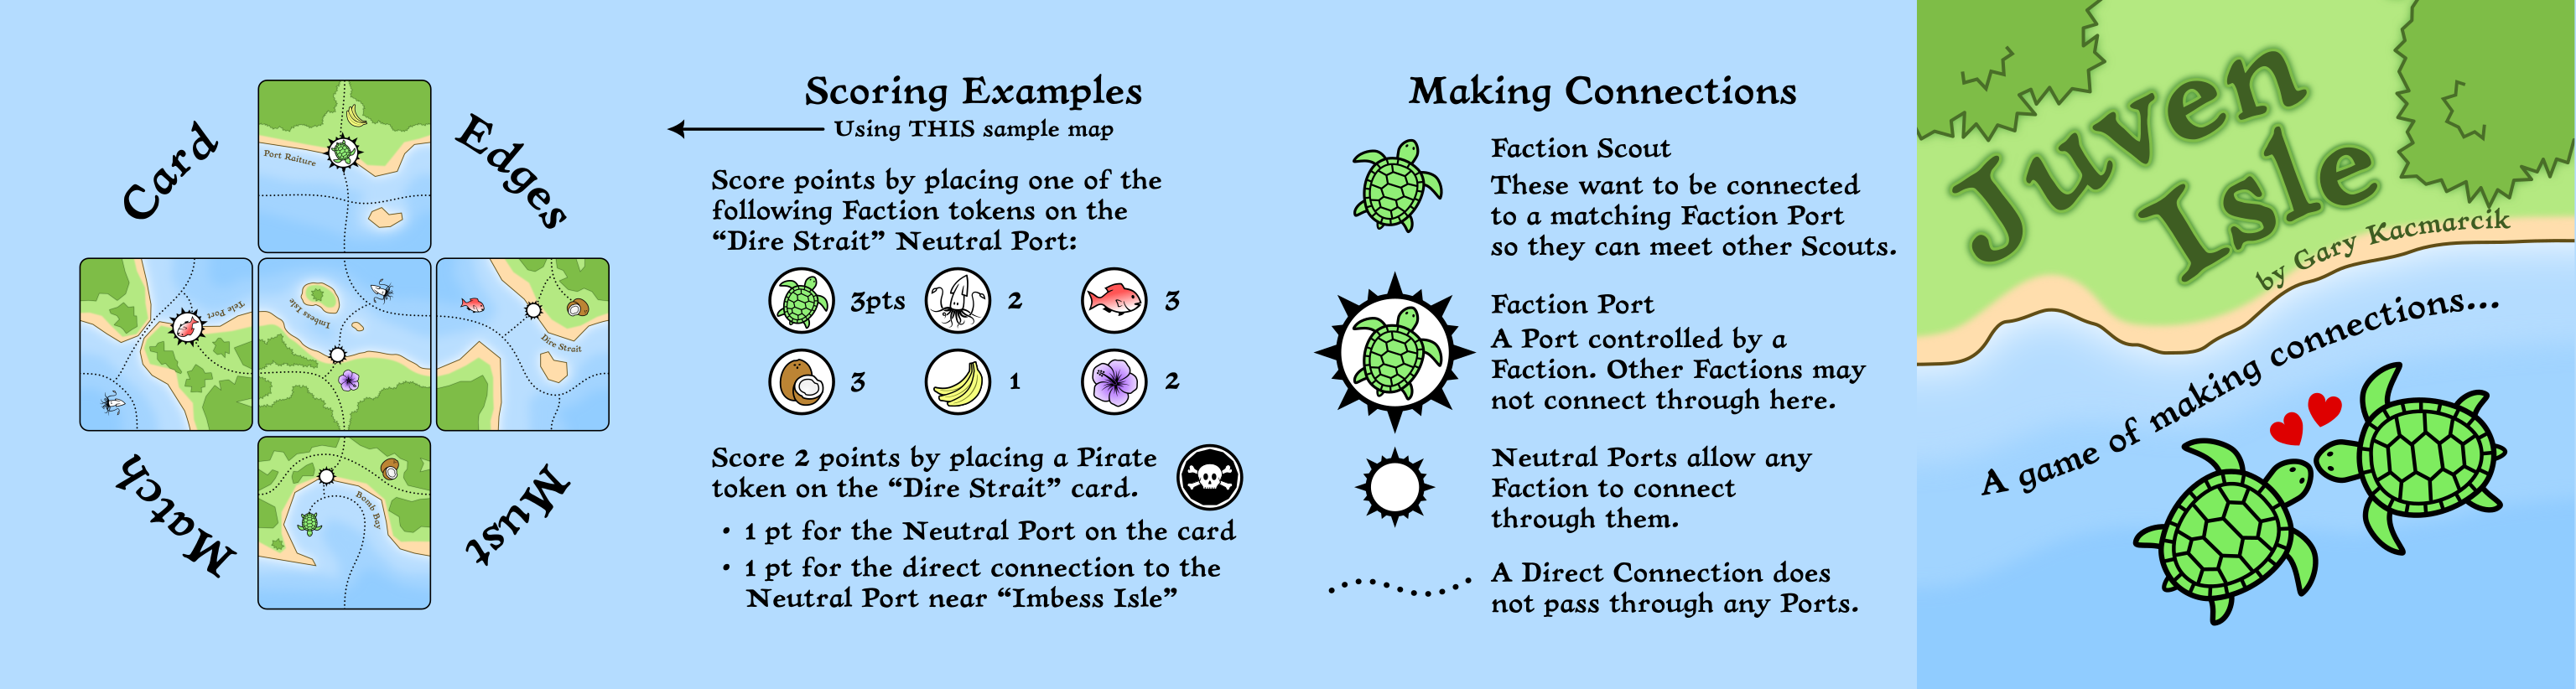 Card
Edges
Match
Must
Port Raiture
Tele Port
Imbess Isle
Dire Strait
Bomb Bay
Scoring Examples
Using THIS sample map
Score points by placing one of the
following Faction tokens on the
“Dire Strait” Neutral Port:
3pts 2 3
3 1 2
Score 2 points by placing a Pirate
token on the “Dire Strait” card.
• 1 pt for the Neutral Port on the card
• 1 pt for the direct connection to the
Neutral Port near “Imbess Isle”
Making Connections
Faction Scout
These want to be connected
to a matching Faction Port
so they can meet other Scouts.
Faction Port
A Port controlled by a
Faction. Other Factions may
not connect through here.
Neutral Ports allow any
Faction to connect
through them.
A Direct Connection does
not pass through any Ports.
Juven
Isle
by Gary Kacmarcik
A game of making connections...